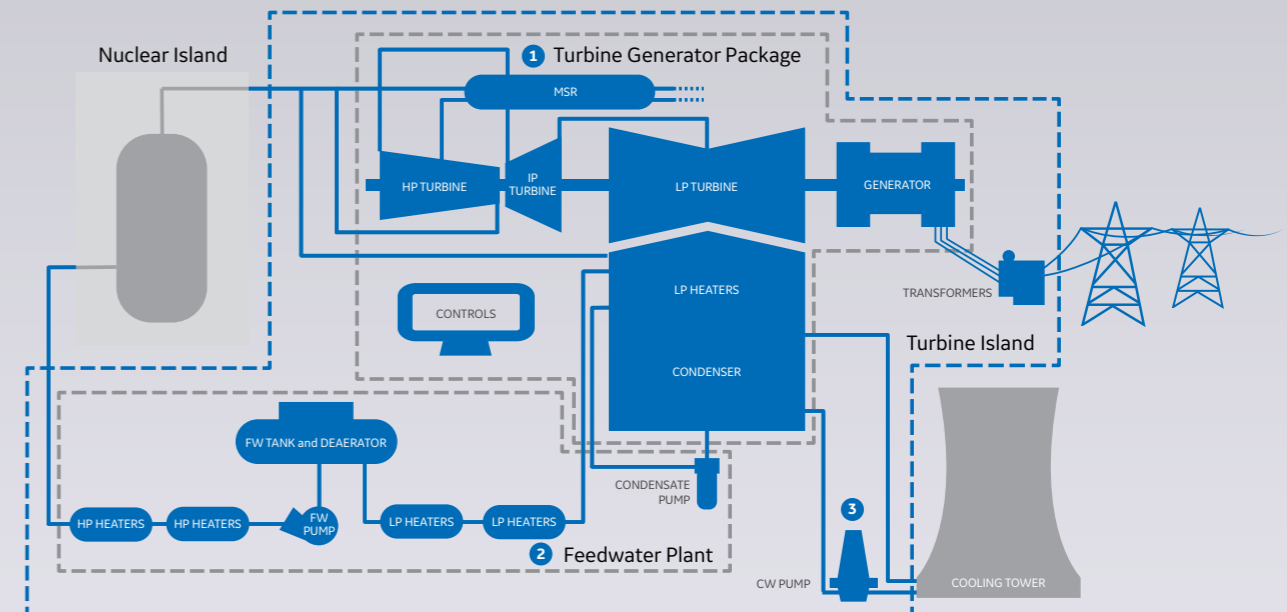 Nuclear Island
1 Turbine Generator Package
MSR
HP TURBINE
IP
TURBINE
LP TURBINE
GENERATOR
TRANSFORMERS
LP HEATERS
CONTROLS
Turbine Island
CONDENSER
FW TANK and DEAERATOR
CONDENSATE
PUMP
HP HEATERS
HP HEATERS
FW
PUMP
LP HEATERS
LP HEATERS
2 Feedwater Plant
3
CW PUMP
COOLING TOWER